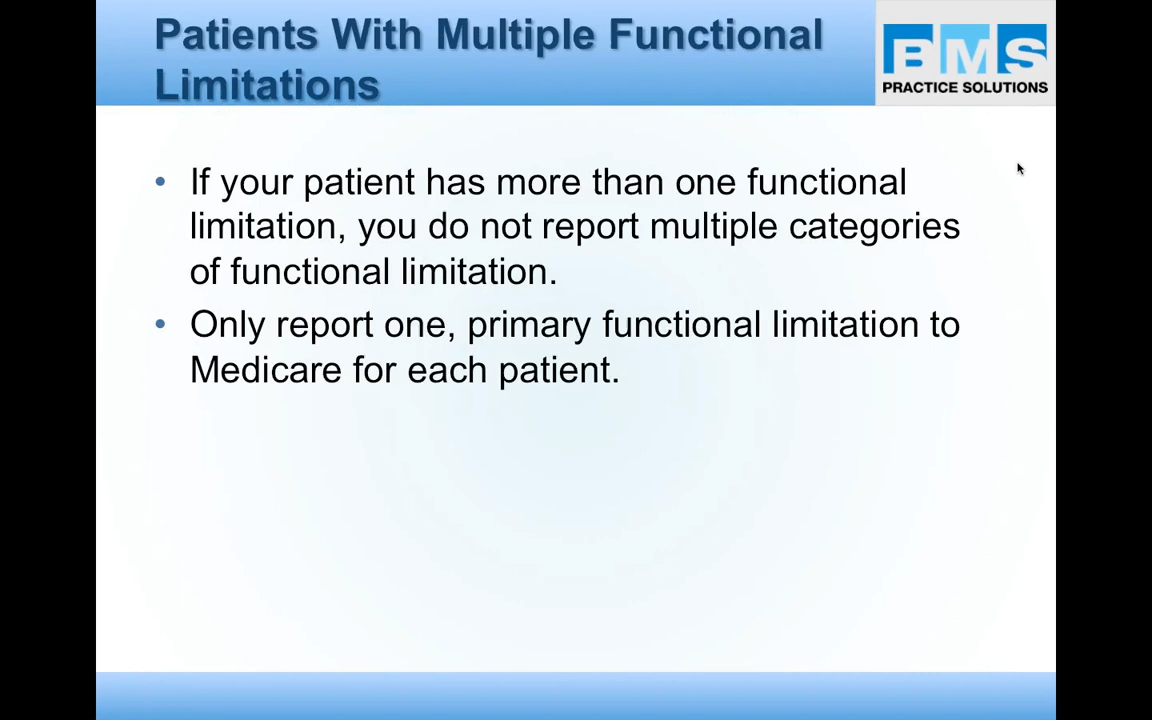 Patients With Multiple Functional
Limitations
BMS
PRACTICE SOLUTIONS
• If your patient has more than one functional
limitation, you do not report multiple categories
of functional limitation.
• Only report one, primary functional limitation to
Medicare for each patient.